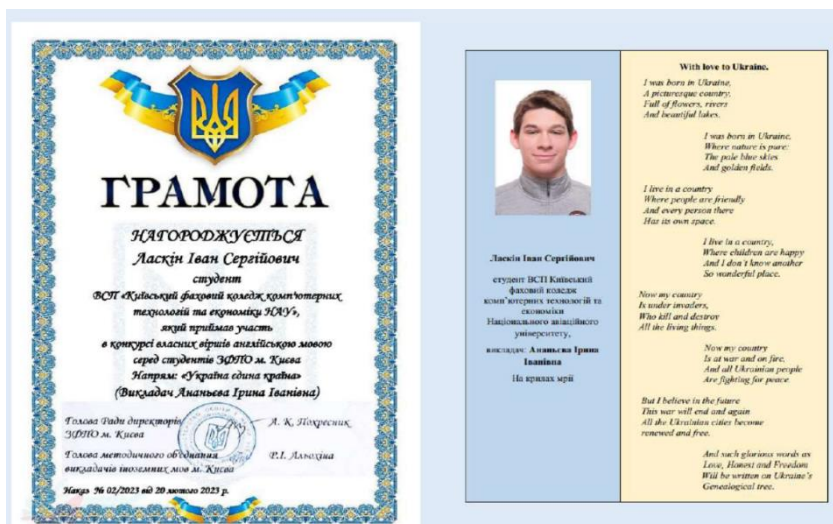 ГРАМОТА
НАГОРОДЖУЄТЬСЯ
Ласкін Іван Сергійович
студент
ВСП «Київський фаховий коледж комп'ютерних
технологій та економіки НАУ»,
який приймав участь
в конкурсі власних віршів англійською мовою
серед студентів ЗФПО м. Києва
Напрям: «Україна єдина країна»
(Викладач Ананьєва Ірина Іванівна)
Голова Ради директорів
ЗФПО м. Києва
А. К. Похресник
Голова методичного об'єднання
викладачів іноземних мов м. Києва
Р.І. Альохіна
Наказ № 02/2023 від 20 лютого 2023 р.
Ласкін Іван Сергійович
студент ВСП Київський
фаховий коледж
комп'ютерних технологій та
економіки
Національного авіаційного
університету,
викладач: Ананьєва Ірина
Іванівна
На крилах мрії
With love to Ukraine.
I was born in Ukraine,
A picturesque country,
Full of flowers, rivers
And beautiful lakes.
I was born in Ukraine,
Where nature is pure:
The pale blue skies
And golden fields.
I live in a country
Where people are friendly
And every person there
Has its own space.
I live in a country,
Where children are happy
And I don't know another
So wonderful place.
Now my country
Is under invaders,
Who kill and destroy
All the living things.
Now my country
Is at war and on fire,
And all Ukrainian people
Are fighting for peace.
But I believe in the future
This war will end and again
All the Ukrainian cities become
renewed and free.
And such glorious words as
Love, Honest and Freedom
Will be written on Ukraine's
Genealogical tree.